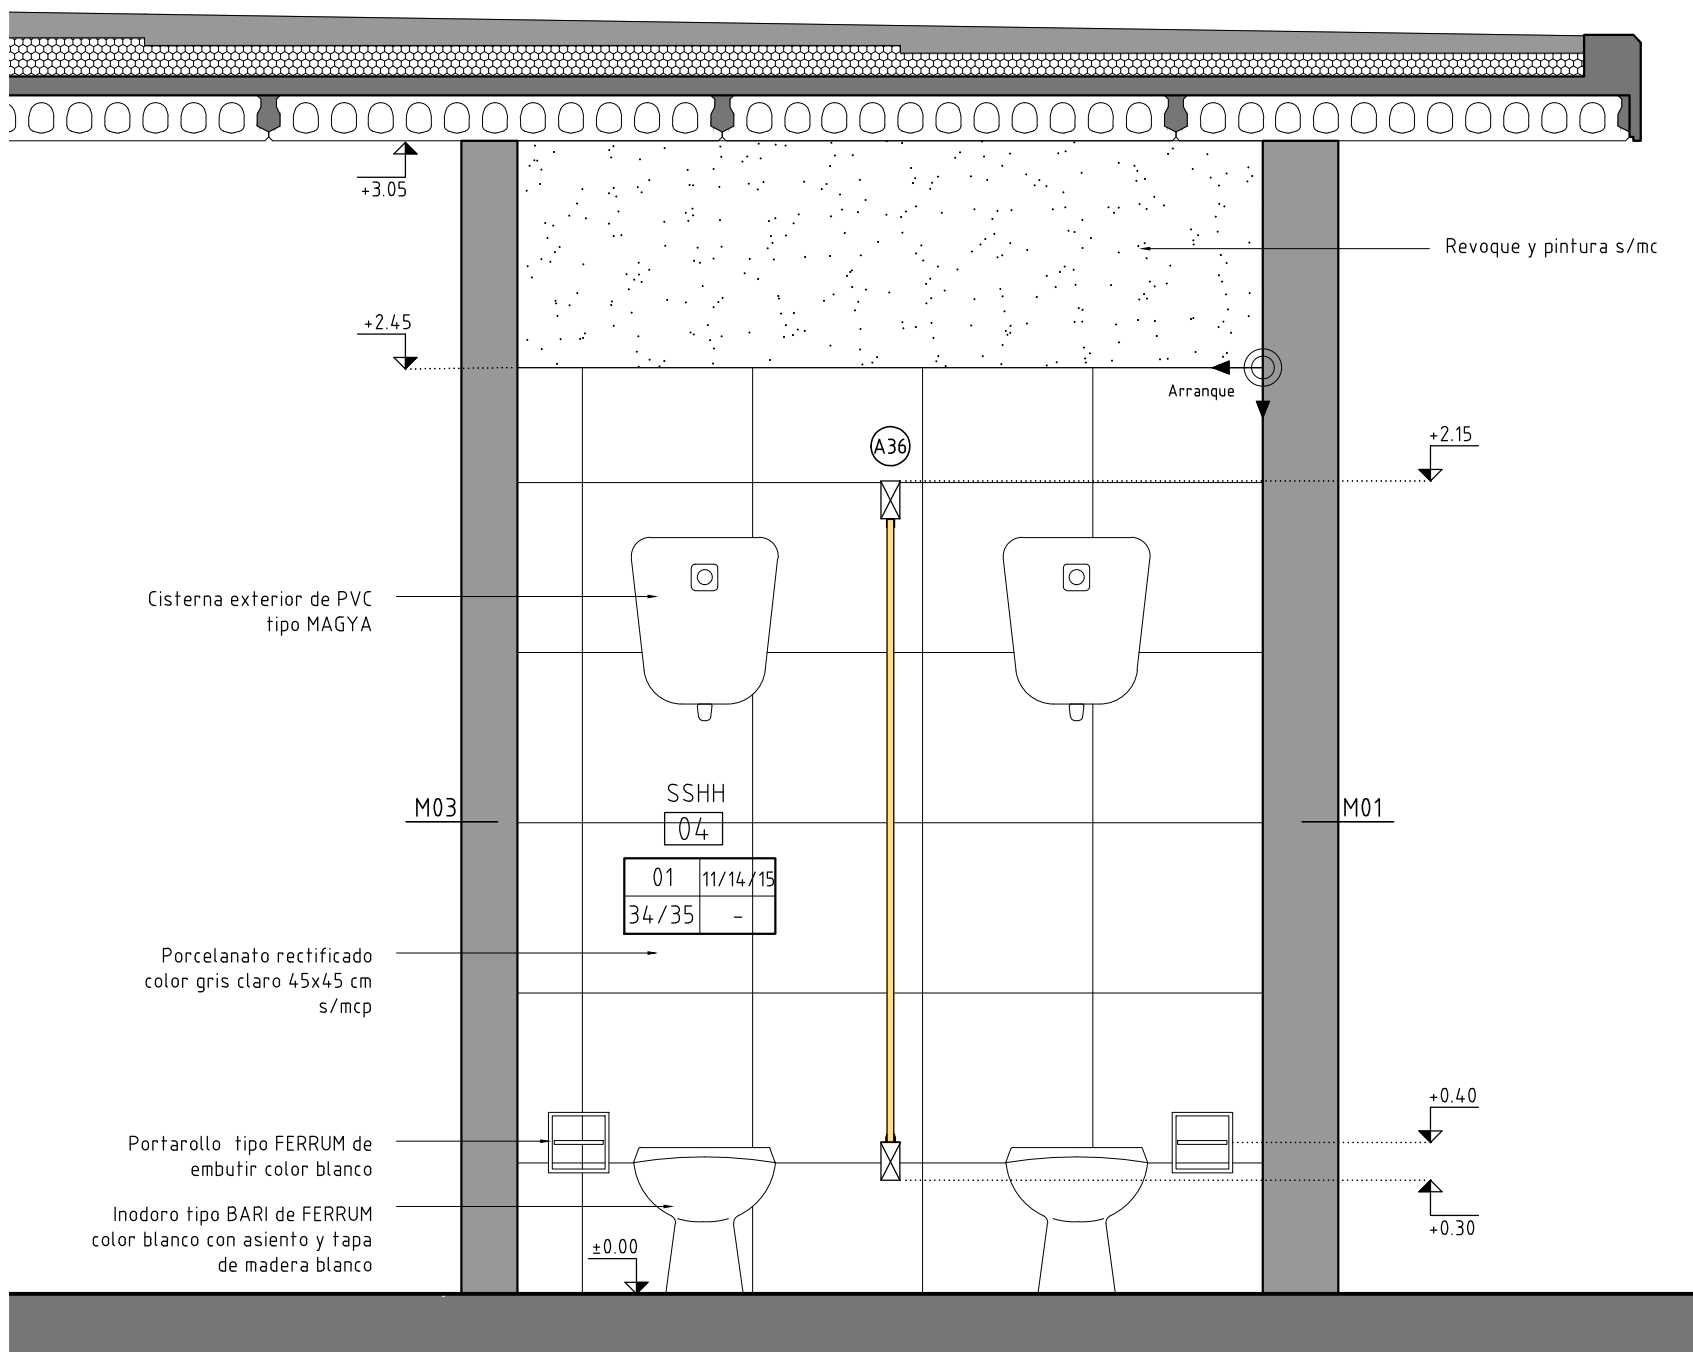 +3.05
Revoque y pintura s/mc
+2.45
Arranque
+2.15
A36
Cisterna exterior de PVC
tipo MAGYA
SSHH
04
M03
M01
01 11/14/15
34/35 -
Porcelanato rectificado
color gris claro 45x45 cm
s/mcp
+0.40
Portarollo tipo FERRUM de
embutir color blanco
Inodoro tipo BARI de FERRUM
color blanco con asiento y tapa
de madera blanco
+0.30
±0.00